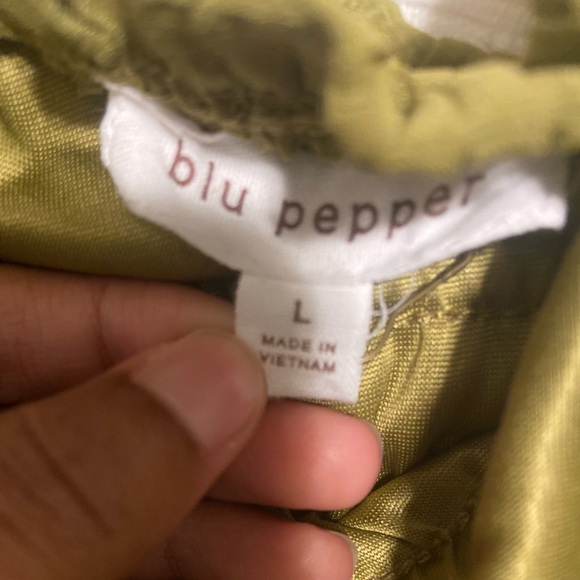 blu pepper
L
MADE IN
VIETNAM